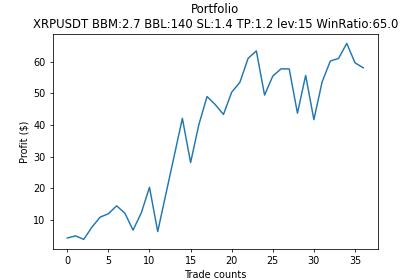 Portfolio
XRPUSDT BBM:2.7 BBL:140 SL:1.4 TP:1.2 lev:15 WinRatio:65.0
60
50
40
30
20
10
Profit ($)
0 5 10 15 20 25 30 35
Trade counts